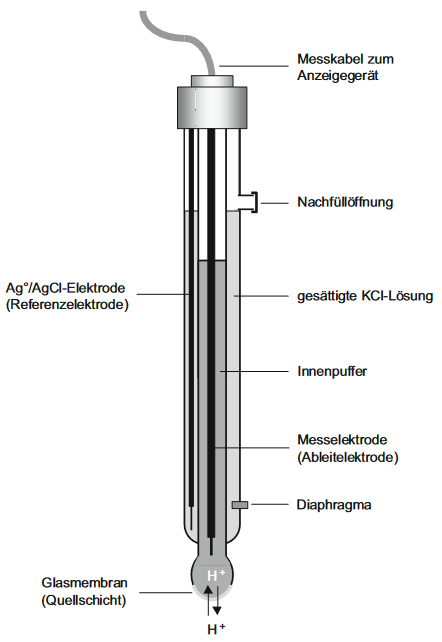 Messkabel zum
Anzeigegerät
Nachfüllöffnung
Ag°/AgCl-Elektrode
(Referenzelektrode)
gesättigte KCl-Lösung
Innenpuffer
Messelektrode
(Ableitelektrode)
Diaphragma
Glasmembran
(Quellschicht)
H⁺
H⁺